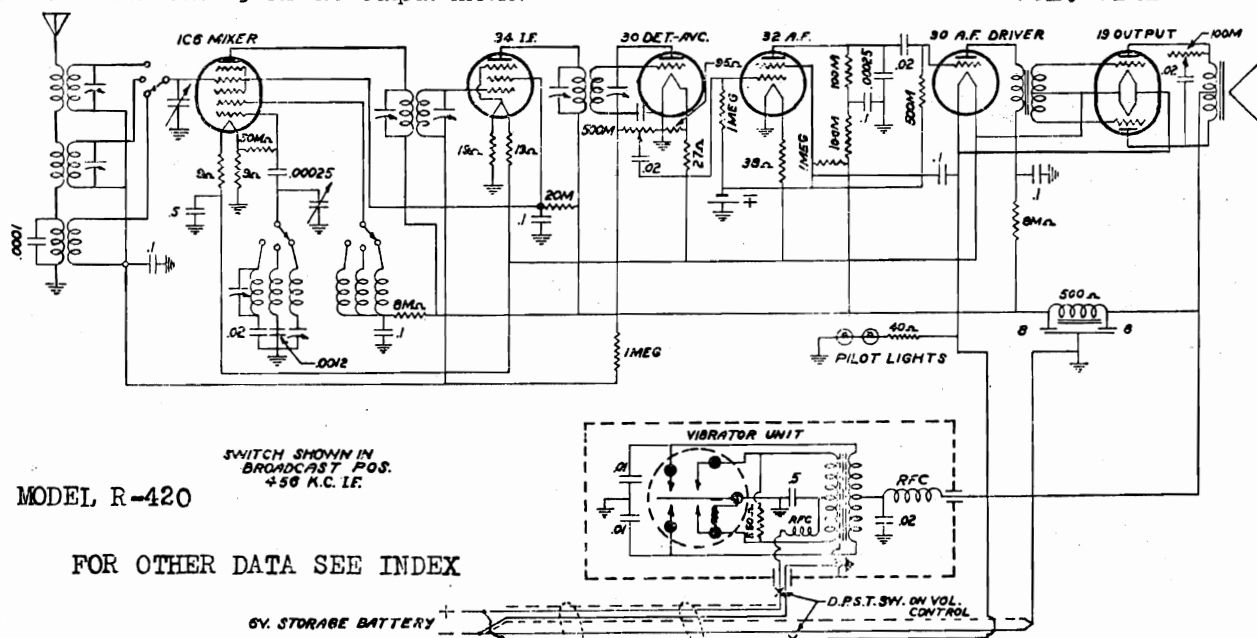 1C6 MIXER
34 I.F.
30 DET-AVC.
32 A.F.
30 A.F. DRIVER
19 OUTPUT
100M
95Ω
100M
.00025
.02
.02
500M
1MEG
.1
500M
50MΩ
9Ω
9Ω
.00025
.5
15Ω
13Ω
.02
27Ω
38Ω
1MEG
100M
.1
.1
.0001
.1
20M
.1
8MΩ
500Ω
8MΩ
.1
.02
.0012
1MEG
40Ω
8
8
PILOT LIGHTS
VIBRATOR UNIT
SWITCH SHOWN IN
BROADCAST POS.
456 K.C. I.F.
.01
.01
.5
RFC
RFC
.02
MODEL R-420
FOR OTHER DATA SEE INDEX
D.P.S.T. SW. ON VOL.
CONTROL
6V. STORAGE BATTERY